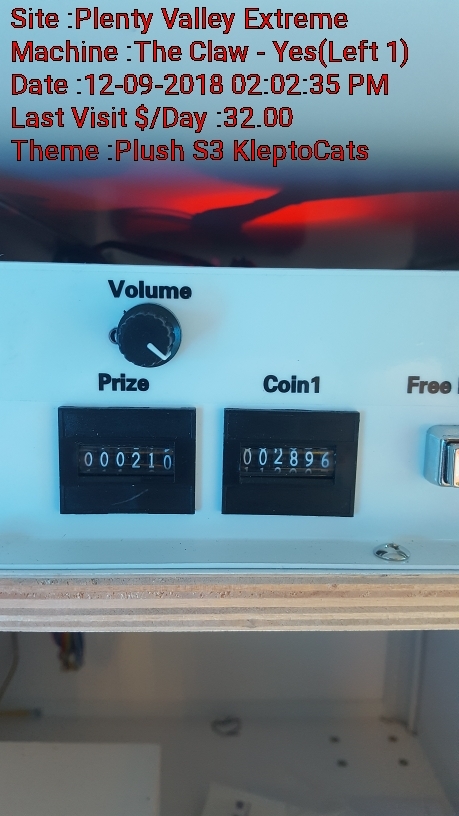 Site :Plenty Valley Extreme
Machine :The Claw - Yes(Left 1)
Date :12-09-2018 02:02:35 PM
Last Visit $/Day :32.00
Theme :Plush S3 KleptoCats
Volume
Prize Coin1 Free
000210 002896